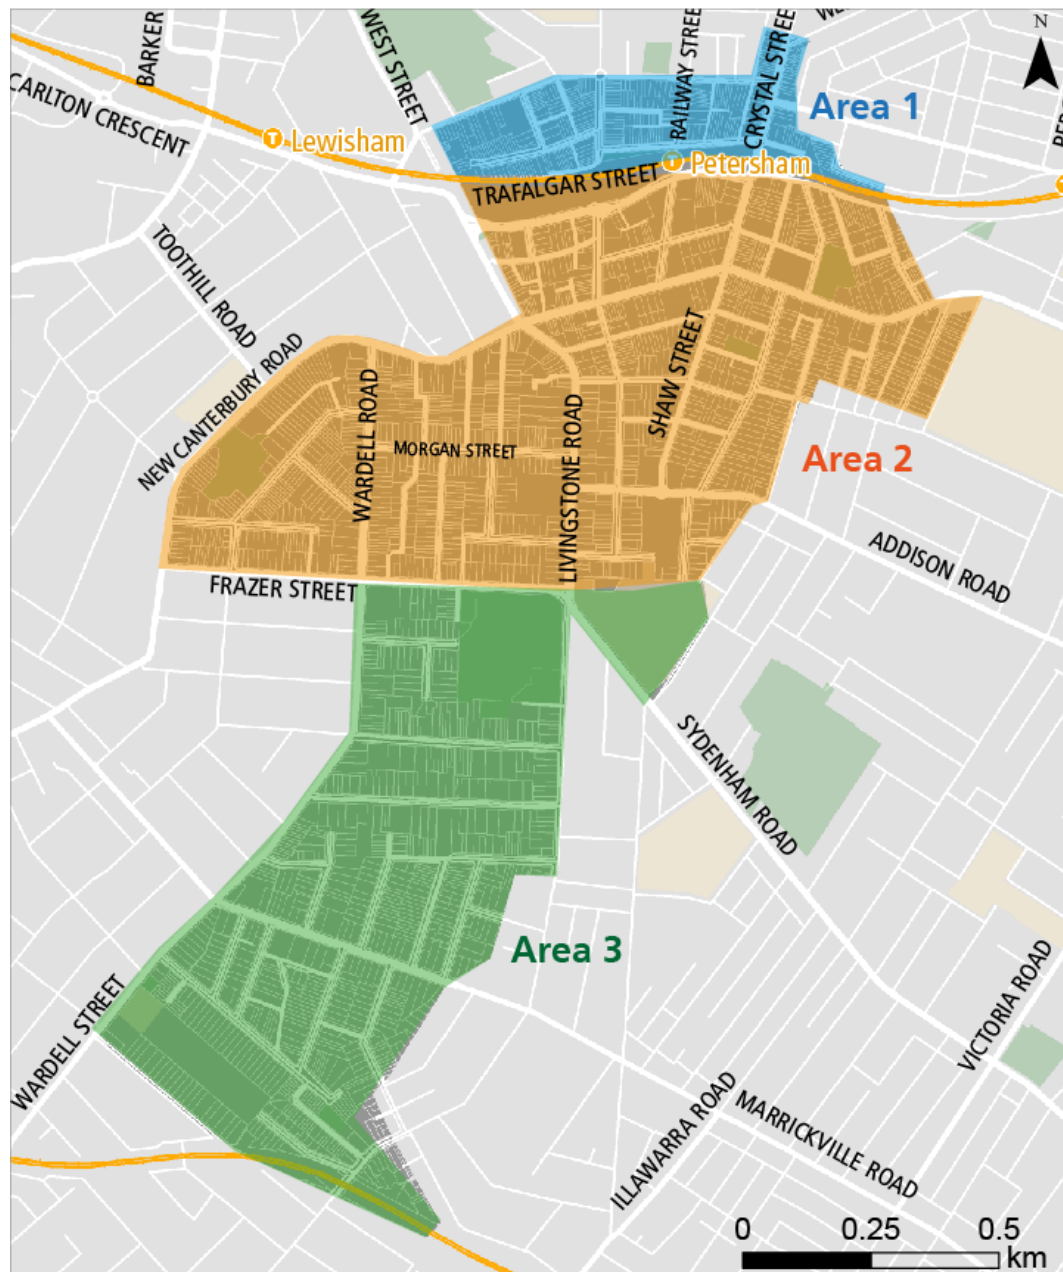 WEST STREET
BARKER
RAILWAY STREE
CRYSTAL STREE
N
CARLTON CRESCENT
T Lewisham
Area 1
T Petersham
TRAFALGAR STREET
TOOTHILL ROAD
NEW CANTERBURY ROAD
WARDELL ROAD
MORGAN STREET
LIVINGSTONE ROAD
SHAW STREET
Area 2
ADDISON ROAD
FRAZER STREET
SYDENHAM ROAD
Area 3
WARDELL STREET
VICTORIA ROAD
ILLAWARRA ROAD
MARRICKVILLE ROAD
0 0.25 0.5
km